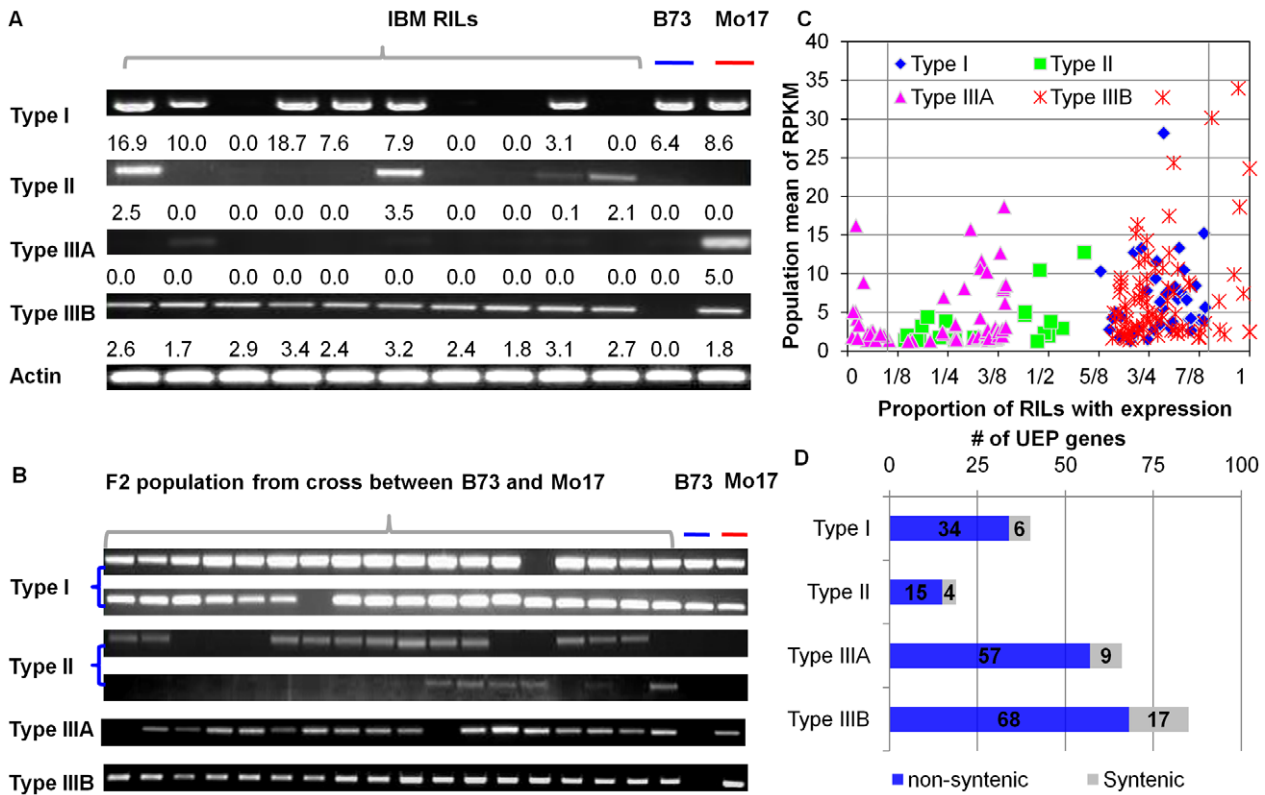 A
IBM RILs
B73
Mo17
Type I
16.9 10.0 0.0 18.7 7.6 7.9 0.0 0.0 3.1 0.0 6.4 8.6
Type II
2.5 0.0 0.0 0.0 0.0 3.5 0.0 0.0 0.1 2.1 0.0 0.0
Type IIIA
0.0 0.0 0.0 0.0 0.0 0.0 0.0 0.0 0.0 0.0 0.0 5.0
Type IIIB
2.6 1.7 2.9 3.4 2.4 3.2 2.4 1.8 3.1 2.7 0.0 1.8
Actin
B
F2 population from cross between B73 and Mo17
B73
Mo17
Type I
Type II
Type IIIA
Type IIIB
C
Population mean of RPKM
40
35
30
25
20
15
10
5
0
Type I
Type II
Type IIIA
Type IIIB
0 1/8 1/4 3/8 1/2 5/8 3/4 7/8 1
Proportion of RILs with expression
D
# of UEP genes
0 25 50 75 100
Type I 34 6
Type II 15 4
Type IIIA 57 9
Type IIIB 68 17
non-syntenic
Syntenic